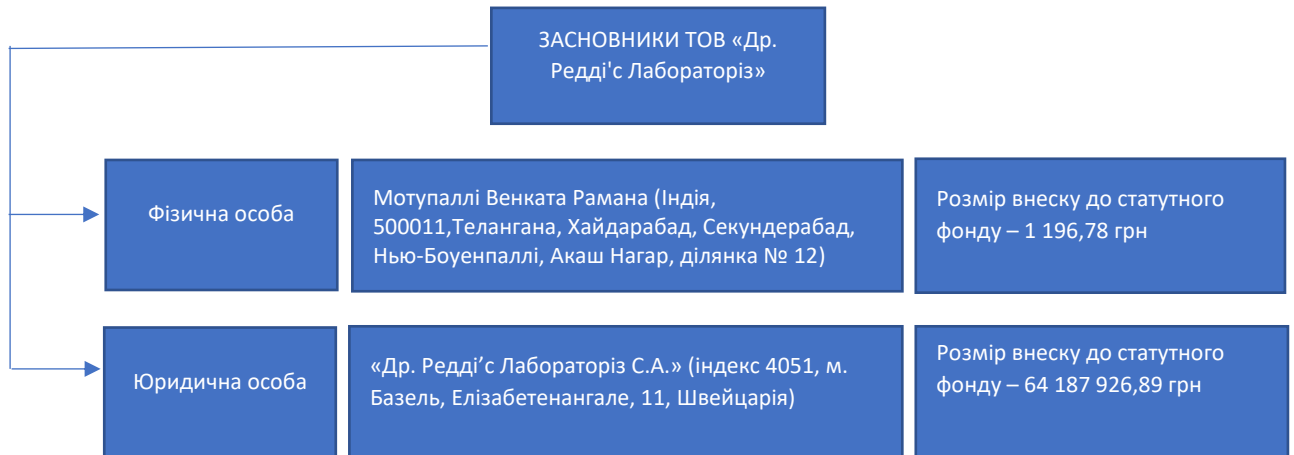 ЗАСНОВНИКИ ТОВ «Др.
Редді'с Лабораторіз»
Фізична особа
Мотупаллі Венката Рамана (Індія,
500011,Телангана, Хайдарабад, Секундерабад,
Нью-Боуенпаллі, Акаш Нагар, ділянка № 12)
Розмір внеску до статутного
фонду – 1 196,78 грн
Юридична особа
«Др. Редді’с Лабораторіз С.А.» (індекс 4051, м.
Базель, Елізабетенангале, 11, Швейцарія)
Розмір внеску до статутного
фонду – 64 187 926,89 грн